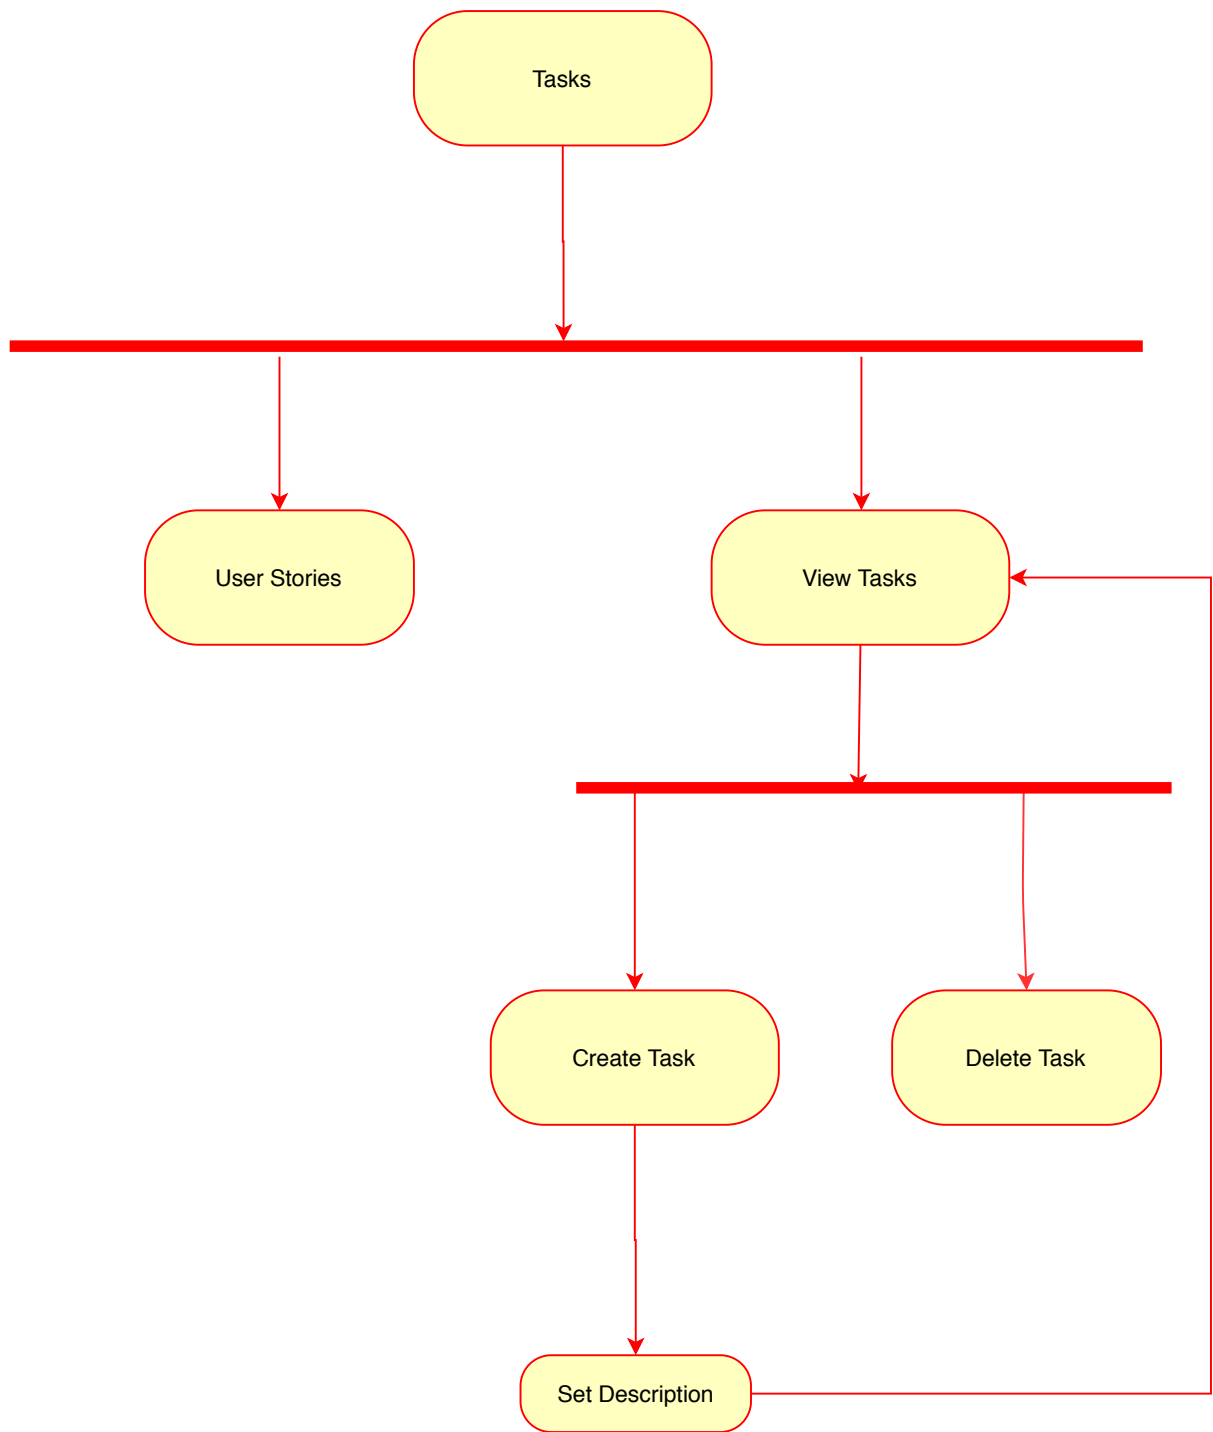 Tasks
User Stories
View Tasks
Create Task
Delete Task
Set Description